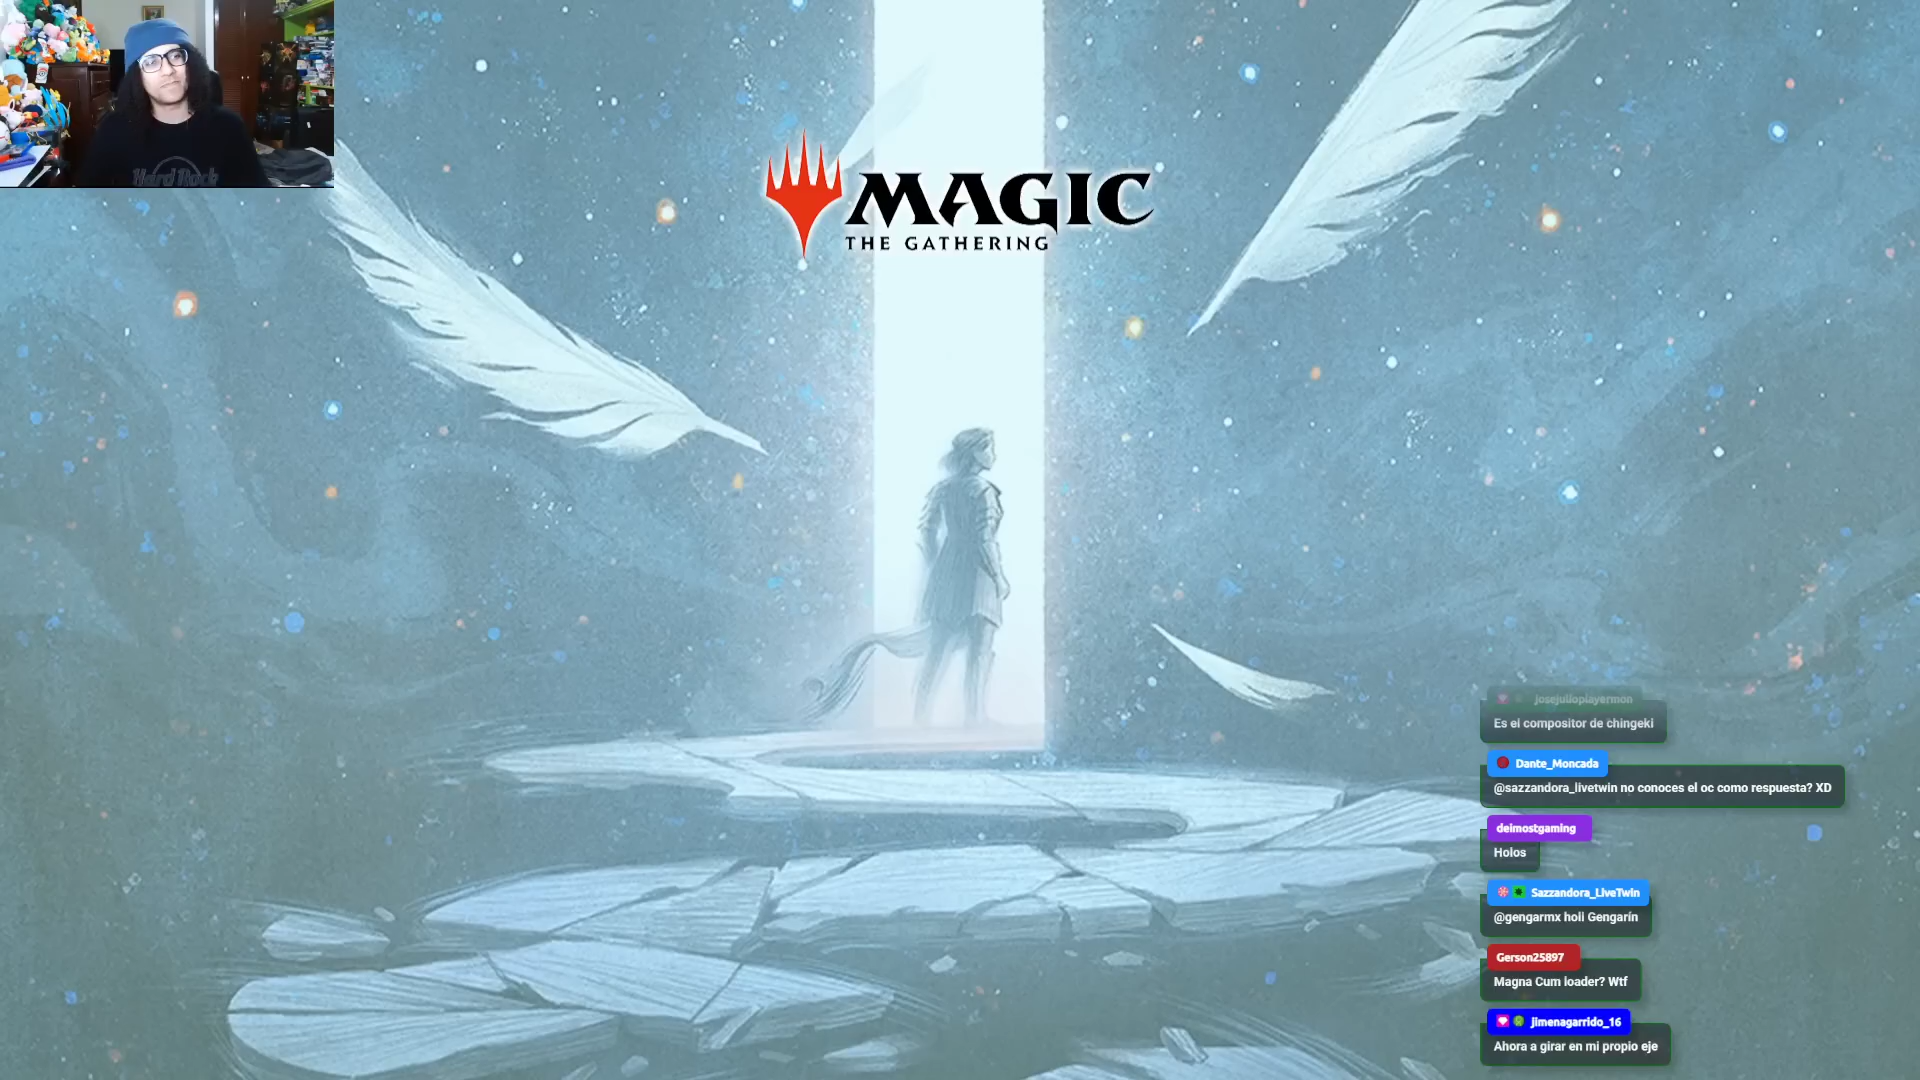 Hard Rock
MAGIC
THE GATHERING
josejulioplayermon
Es el compositor de chingeki
Dante_Moncada
@sazzandora_livetwin no conoces el oc como respuesta? XD
deimostgaming
Holos
Sazzandora_LiveTwin
@gengarmx holi Gengarín
Gerson25897
Magna Cum loader? Wtf
jimenagarrido_16
Ahora a girar en mi propio eje